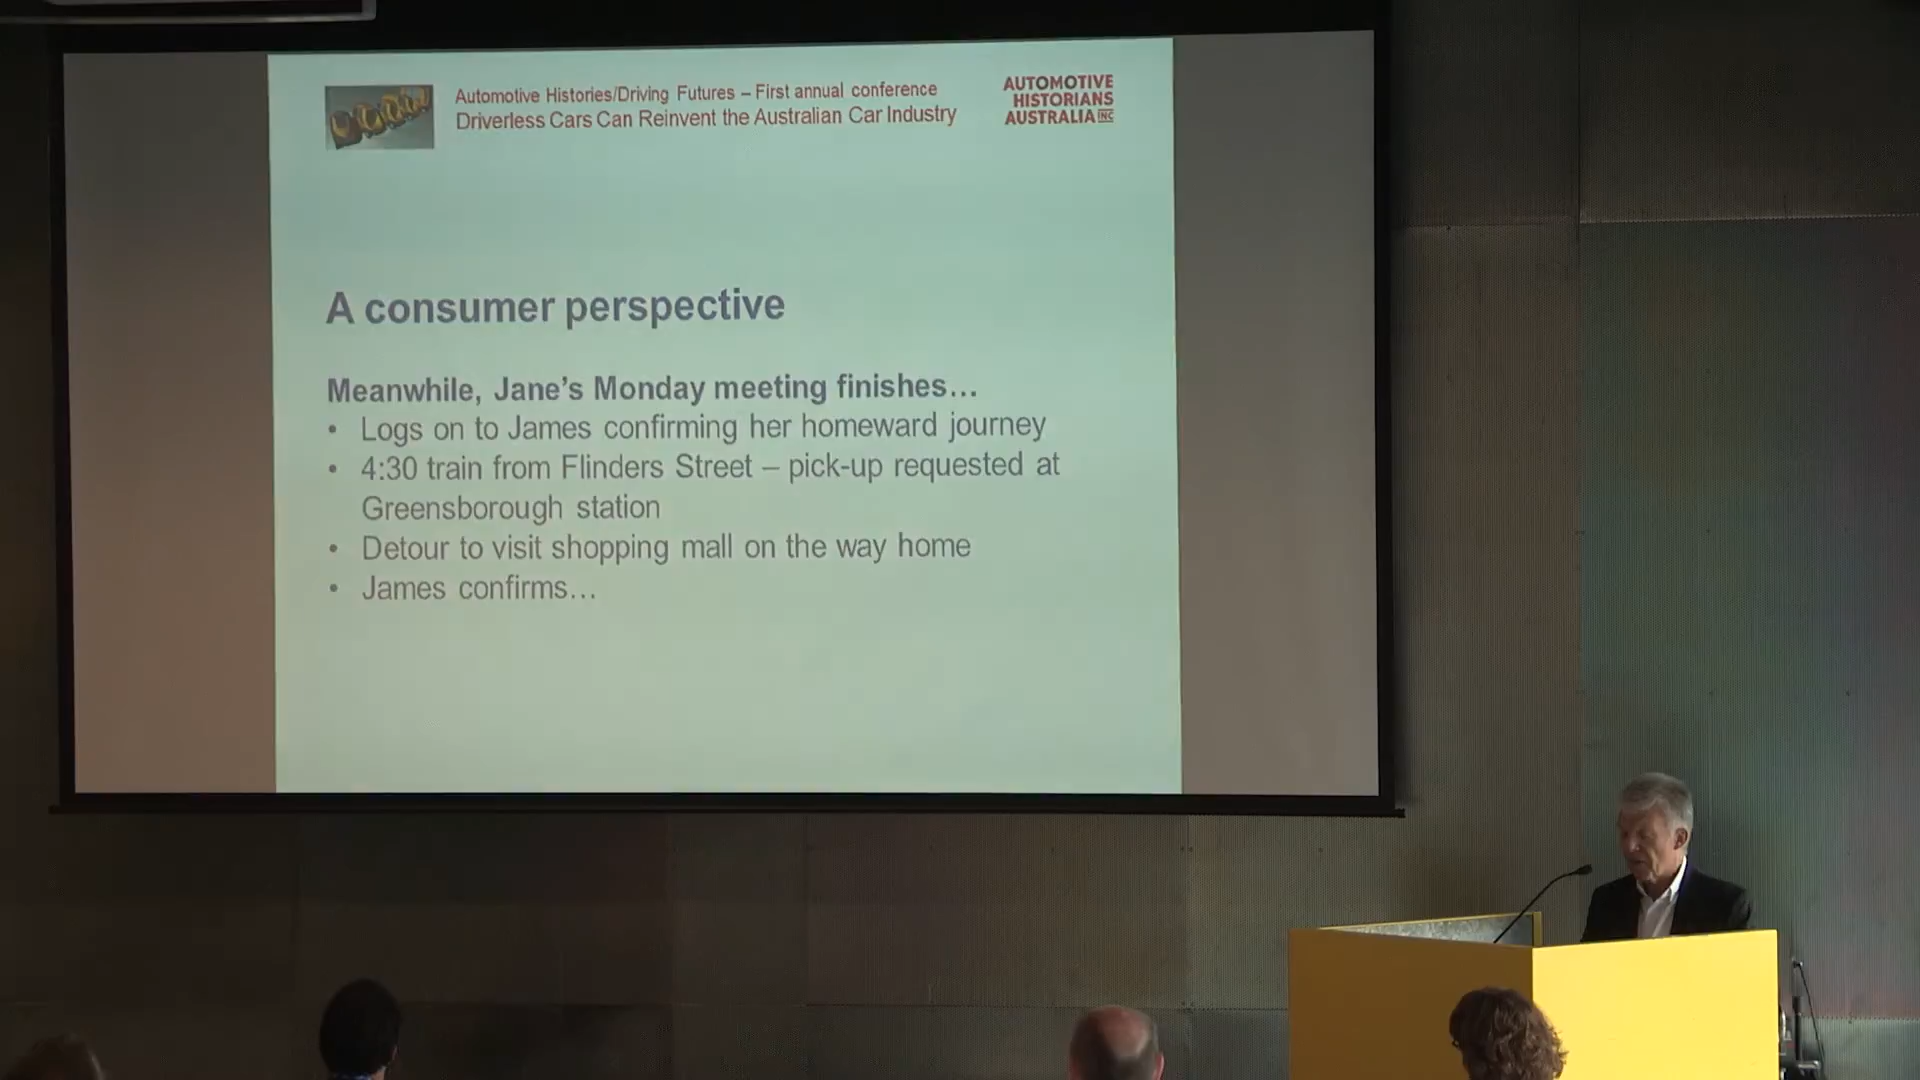 Automotive Histories/Driving Futures – First annual conference
Driverless Cars Can Reinvent the Australian Car Industry
AUTOMOTIVE
HISTORIANS
AUSTRALIA INC
A consumer perspective
Meanwhile, Jane's Monday meeting finishes…
• Logs on to James confirming her homeward journey
• 4:30 train from Flinders Street – pick-up requested at
Greensborough station
• Detour to visit shopping mall on the way home
• James confirms…